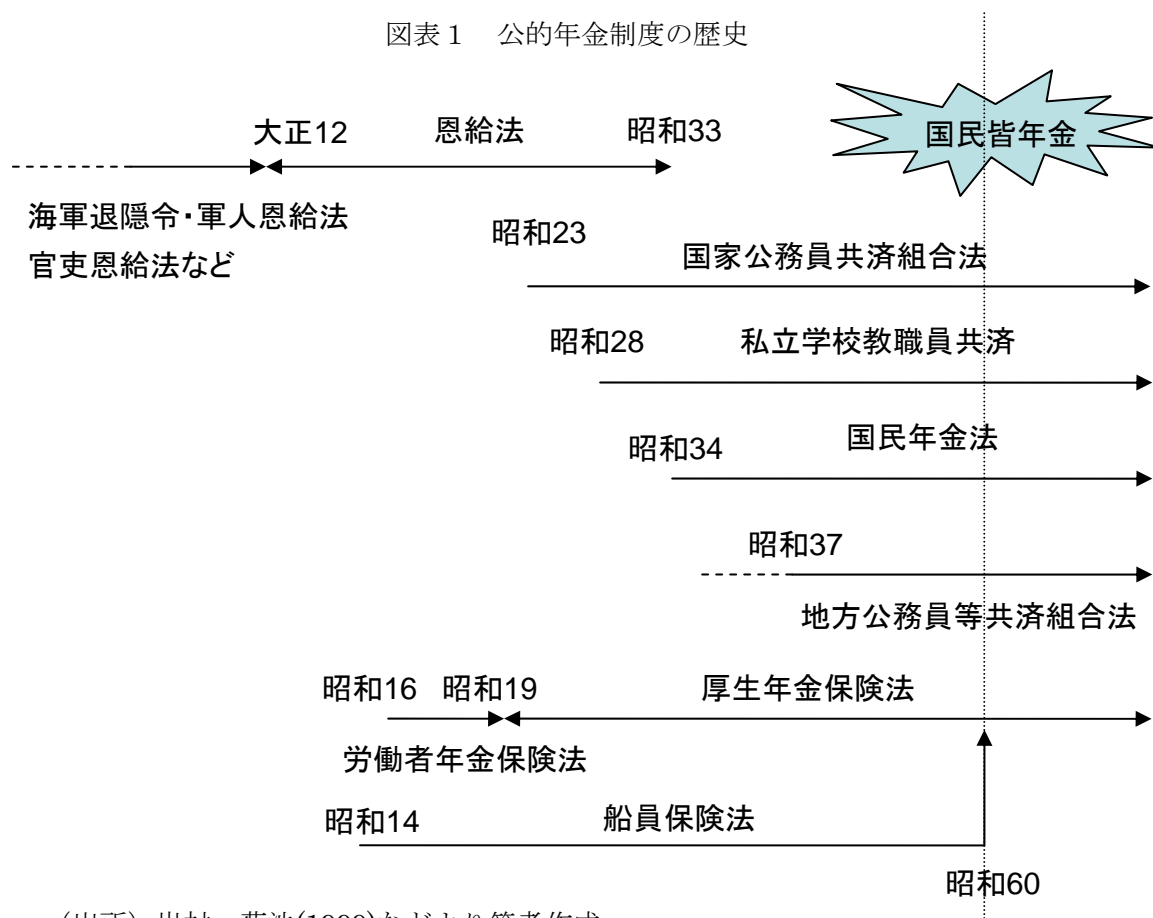 図表１　公的年金制度の歴史
大正12
恩給法
昭和33
国民皆年金
海軍退隠令・軍人恩給法
官吏恩給法など
昭和23
国家公務員共済組合法
昭和28
私立学校教職員共済
昭和34
国民年金法
昭和37
地方公務員等共済組合法
昭和16
昭和19
厚生年金保険法
労働者年金保険法
昭和14
船員保険法
昭和60